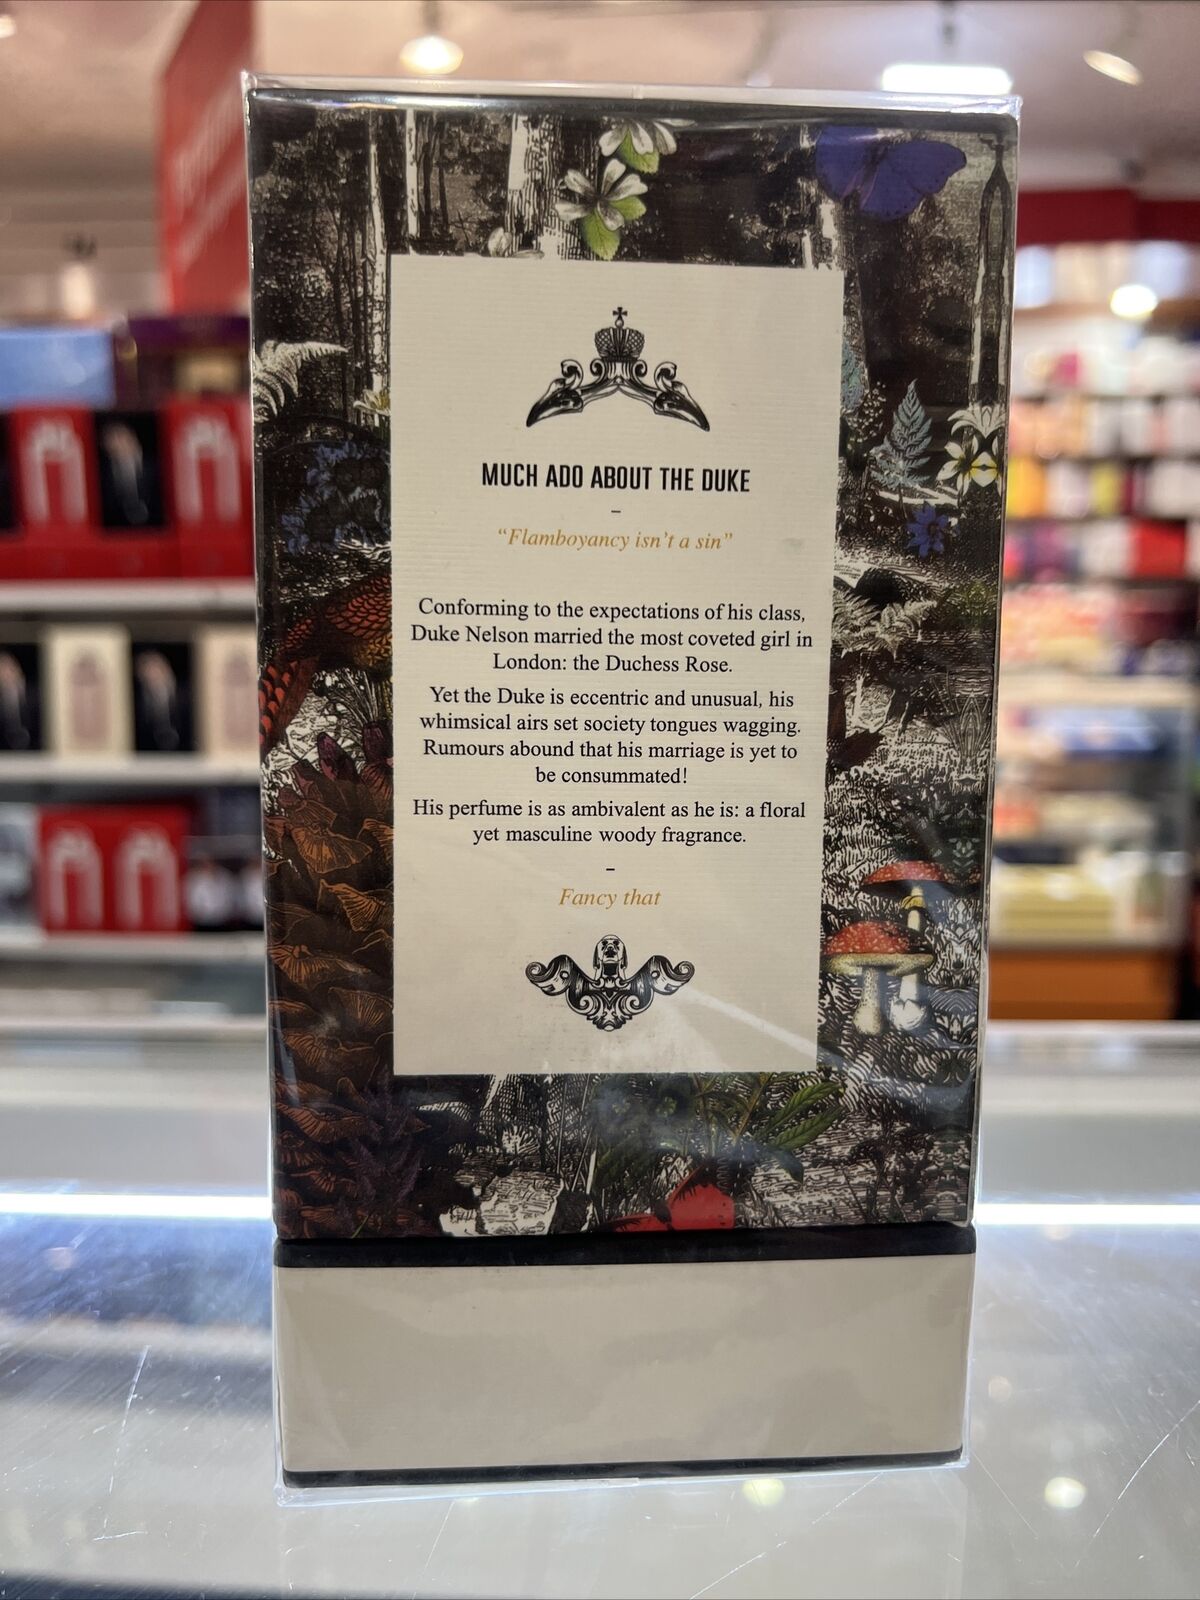 MUCH ADO ABOUT THE DUKE
–
“Flamboyancy isn’t a sin”
Conforming to the expectations of his class,
Duke Nelson married the most coveted girl in
London: the Duchess Rose.
Yet the Duke is eccentric and unusual, his
whimsical airs set society tongues wagging.
Rumours abound that his marriage is yet to
be consummated!
His perfume is as ambivalent as he is: a floral
yet masculine woody fragrance.
–
Fancy that